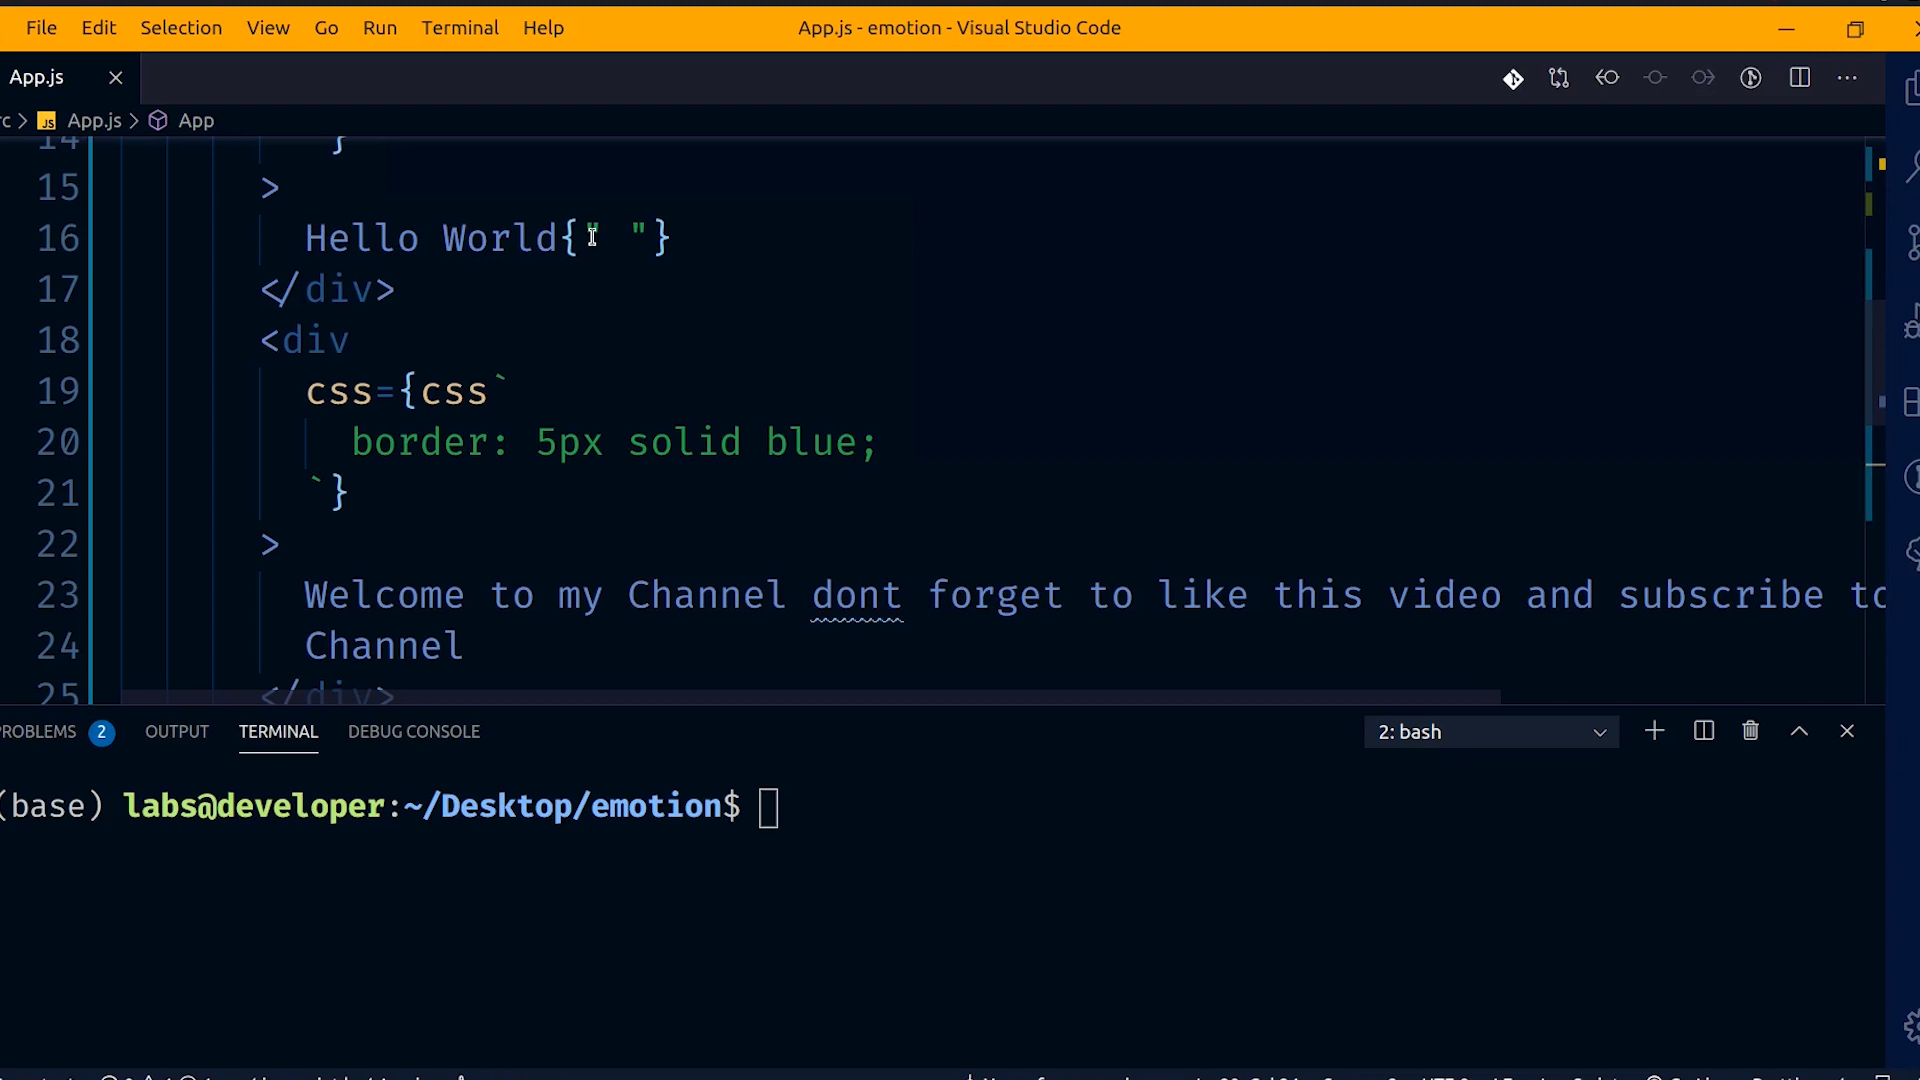 File Edit Selection View Go Run Terminal Help App.js - emotion - Visual Studio Code
App.js
App.js > App
14 }
15 >
16 Hello World{" "}
17 </div>
18 <div
19 css={css`
20 border: 5px solid blue;
21 `}
22 >
23 Welcome to my Channel dont forget to like this video and subscribe to
24 Channel
25 </div>
PROBLEMS 2 OUTPUT TERMINAL DEBUG CONSOLE 2: bash
(base) labs@developer:~/Desktop/emotion$